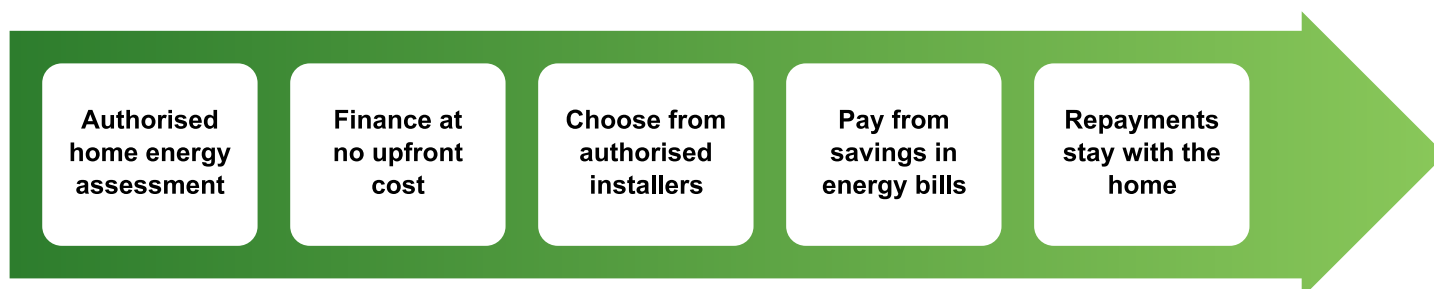 Authorised
home energy
assessment
Finance at
no upfront
cost
Choose from
authorised
installers
Pay from
savings in
energy bills
Repayments
stay with the
home